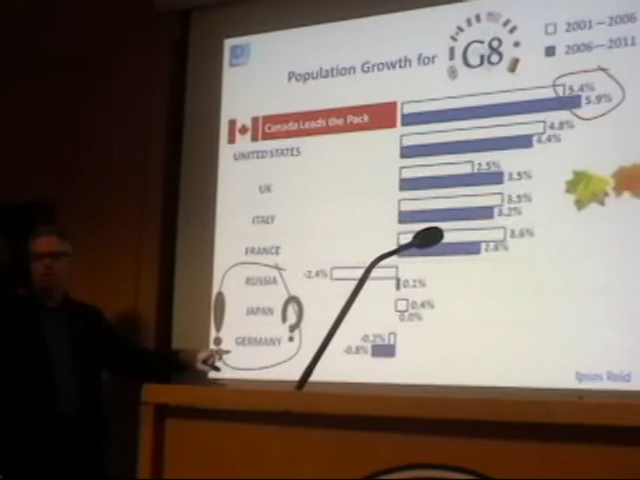 Population Growth for G8
2001—2006
2006—2011
Canada Leads the Pack
5.4%
5.9%
UNITED STATES
4.8%
4.4%
UK
2.5%
3.5%
ITALY
3.5%
3.2%
FRANCE
3.6%
2.8%
RUSSIA
-2.4%
0.1%
JAPAN
0.4%
0.0%
GERMANY
-0.2%
-0.8%
! ?
Ipsos Reid